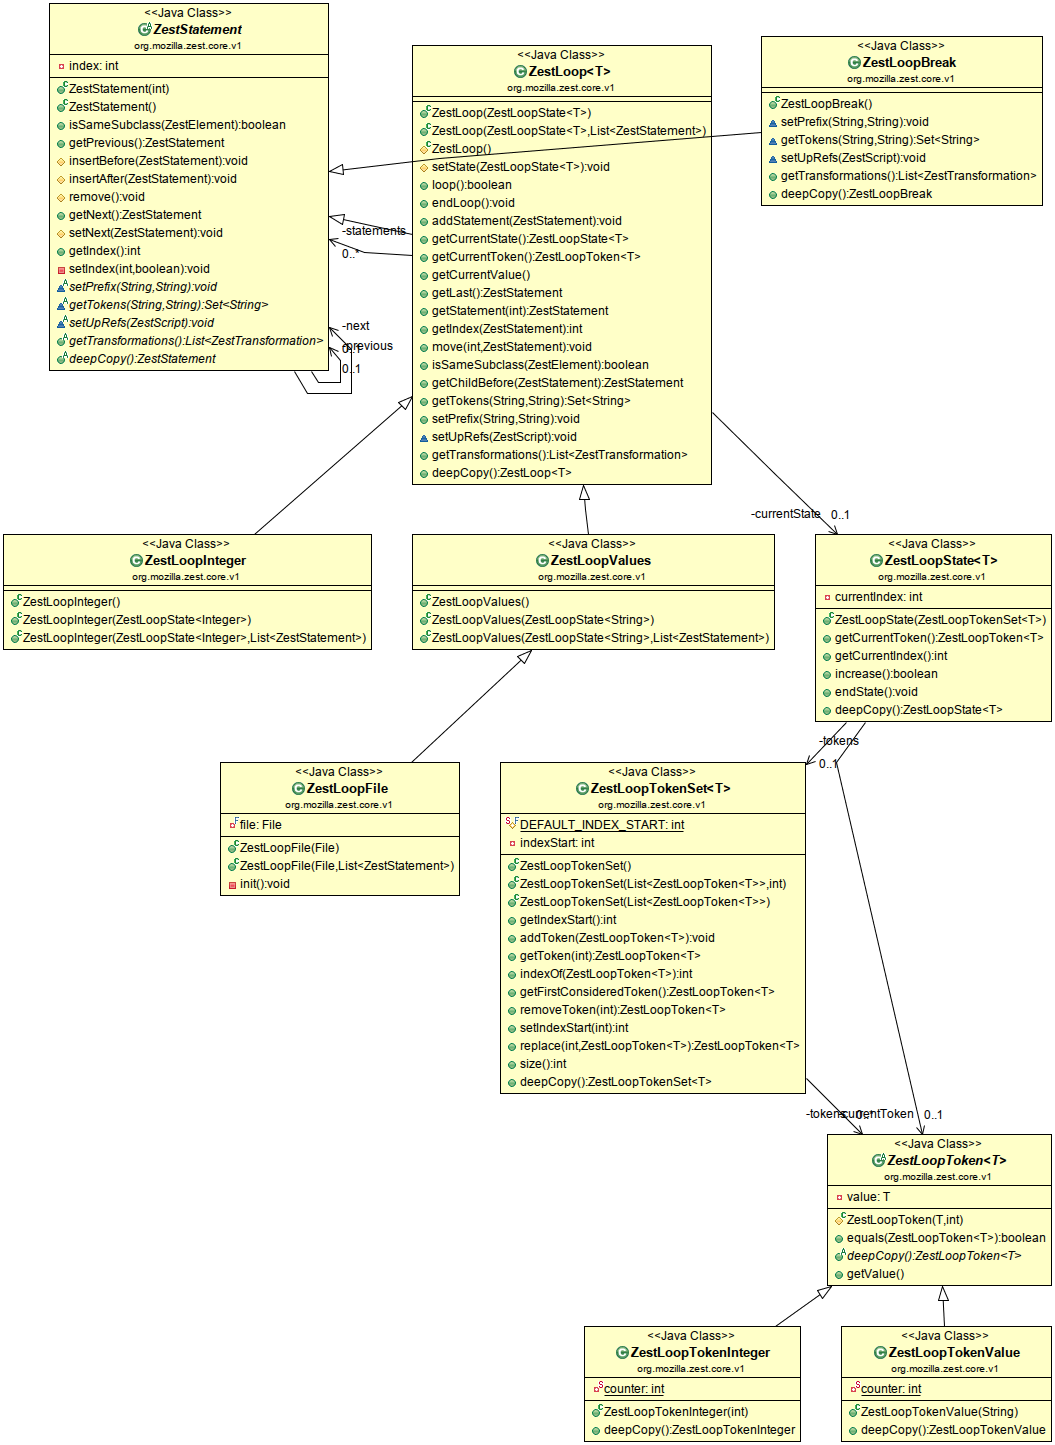 <<Java Class>>
ZestStatement
org.mozilla.zest.core.v1
index: int
ZestStatement(int)
ZestStatement()
isSameSubclass(ZestElement):boolean
getPrevious():ZestStatement
insertBefore(ZestStatement):void
insertAfter(ZestStatement):void
remove():void
getNext():ZestStatement
setNext(ZestStatement):void
getIndex():int
setIndex(int,boolean):void
setPrefix(String,String):void
getTokens(String,String):Set<String>
setUpRefs(ZestScript):void
getTransformations():List<ZestTransformation>
deepCopy():ZestStatement
<<Java Class>>
ZestLoop<T>
org.mozilla.zest.core.v1
ZestLoop(ZestLoopState<T>)
ZestLoop(ZestLoopState<T>,List<ZestStatement>)
ZestLoop()
setState(ZestLoopState<T>):void
loop():boolean
endLoop():void
addStatement(ZestStatement):void
getCurrentState():ZestLoopState<T>
getCurrentToken():ZestLoopToken<T>
getCurrentValue()
getLast():ZestStatement
getStatement(int):ZestStatement
getIndex(ZestStatement):int
move(int,ZestStatement):void
isSameSubclass(ZestElement):boolean
getChildBefore(ZestStatement):ZestStatement
getTokens(String,String):Set<String>
setPrefix(String,String):void
setUpRefs(ZestScript):void
getTransformations():List<ZestTransformation>
deepCopy():ZestLoop<T>
<<Java Class>>
ZestLoopBreak
org.mozilla.zest.core.v1
ZestLoopBreak()
setPrefix(String,String):void
getTokens(String,String):Set<String>
setUpRefs(ZestScript):void
getTransformations():List<ZestTransformation>
deepCopy():ZestLoopBreak
-statements
0..*
-next
0..1
-previous
0..1
-currentState
0..1
<<Java Class>>
ZestLoopInteger
org.mozilla.zest.core.v1
ZestLoopInteger()
ZestLoopInteger(ZestLoopState<Integer>)
ZestLoopInteger(ZestLoopState<Integer>,List<ZestStatement>)
<<Java Class>>
ZestLoopValues
org.mozilla.zest.core.v1
ZestLoopValues()
ZestLoopValues(ZestLoopState<String>)
ZestLoopValues(ZestLoopState<String>,List<ZestStatement>)
<<Java Class>>
ZestLoopState<T>
org.mozilla.zest.core.v1
currentIndex: int
ZestLoopState(ZestLoopTokenSet<T>)
getCurrentToken():ZestLoopToken<T>
getCurrentIndex():int
increase():boolean
endState():void
deepCopy():ZestLoopState<T>
-tokens
0..1
<<Java Class>>
ZestLoopFile
org.mozilla.zest.core.v1
file: File
ZestLoopFile(File)
ZestLoopFile(File,List<ZestStatement>)
init():void
<<Java Class>>
ZestLoopTokenSet<T>
org.mozilla.zest.core.v1
DEFAULT_INDEX_START: int
indexStart: int
ZestLoopTokenSet()
ZestLoopTokenSet(List<ZestLoopToken<T>>,int)
ZestLoopTokenSet(List<ZestLoopToken<T>>)
getIndexStart():int
addToken(ZestLoopToken<T>):void
getToken(int):ZestLoopToken<T>
indexOf(ZestLoopToken<T>):int
getFirstConsideredToken():ZestLoopToken<T>
removeToken(int):ZestLoopToken<T>
setIndexStart(int):int
replace(int,ZestLoopToken<T>):ZestLoopToken<T>
size():int
deepCopy():ZestLoopTokenSet<T>
-tokens
currentToken
0..1
<<Java Class>>
ZestLoopToken<T>
org.mozilla.zest.core.v1
value: T
ZestLoopToken(T,int)
equals(ZestLoopToken<T>):boolean
deepCopy():ZestLoopToken<T>
getValue()
<<Java Class>>
ZestLoopTokenInteger
org.mozilla.zest.core.v1
counter: int
ZestLoopTokenInteger(int)
deepCopy():ZestLoopTokenInteger
<<Java Class>>
ZestLoopTokenValue
org.mozilla.zest.core.v1
counter: int
ZestLoopTokenValue(String)
deepCopy():ZestLoopTokenValue